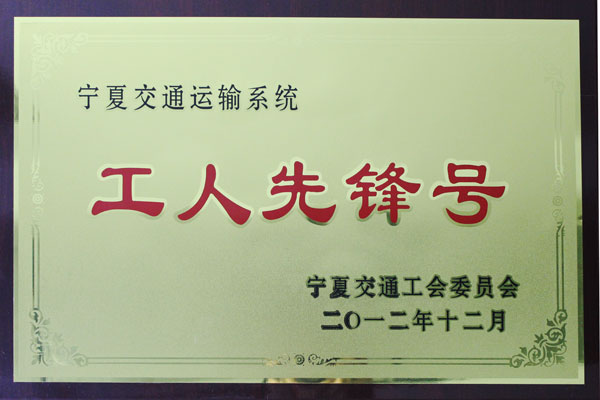 宁夏交通运输系统
工人先锋号
宁夏交通工会委员会
二〇一二年十二月